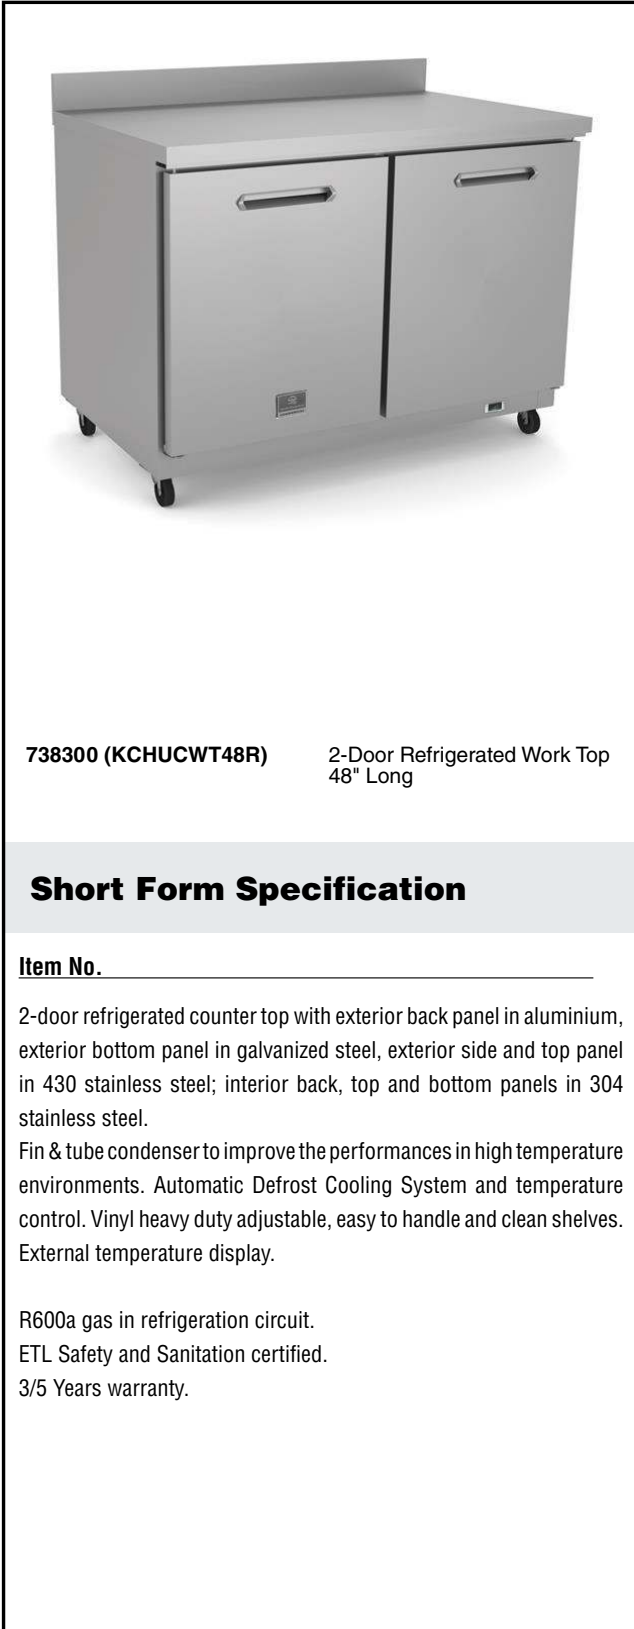 738300 (KCHUCWT48R)
2-Door Refrigerated Work Top
48" Long
Short Form Specification
Item No.
2-door refrigerated counter top with exterior back panel in aluminium,
exterior bottom panel in galvanized steel, exterior side and top panel
in 430 stainless steel; interior back, top and bottom panels in 304
stainless steel.
Fin & tube condenser to improve the performances in high temperature
environments. Automatic Defrost Cooling System and temperature
control. Vinyl heavy duty adjustable, easy to handle and clean shelves.
External temperature display.
R600a gas in refrigeration circuit.
ETL Safety and Sanitation certified.
3/5 Years warranty.